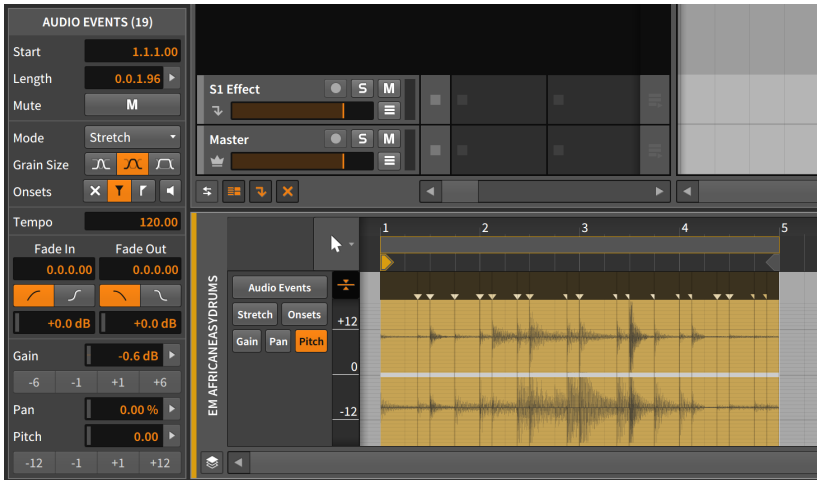 AUDIO EVENTS (19)
Start 1.1.1.00
Length 0.0.1.96
Mute M
Mode Stretch
Grain Size
Onsets
Tempo 120.00
Fade In Fade Out
0.0.0.00 0.0.0.00
+0.0 dB +0.0 dB
Gain -0.6 dB
-6 -1 +1 +6
Pan 0.00 %
Pitch 0.00
-12 -1 +1 +12
S1 Effect S M
Master S M
1 2 3 4 5
EM AFRICANEASYDRUMS
Audio Events
Stretch Onsets
Gain Pan Pitch
+12
0
-12